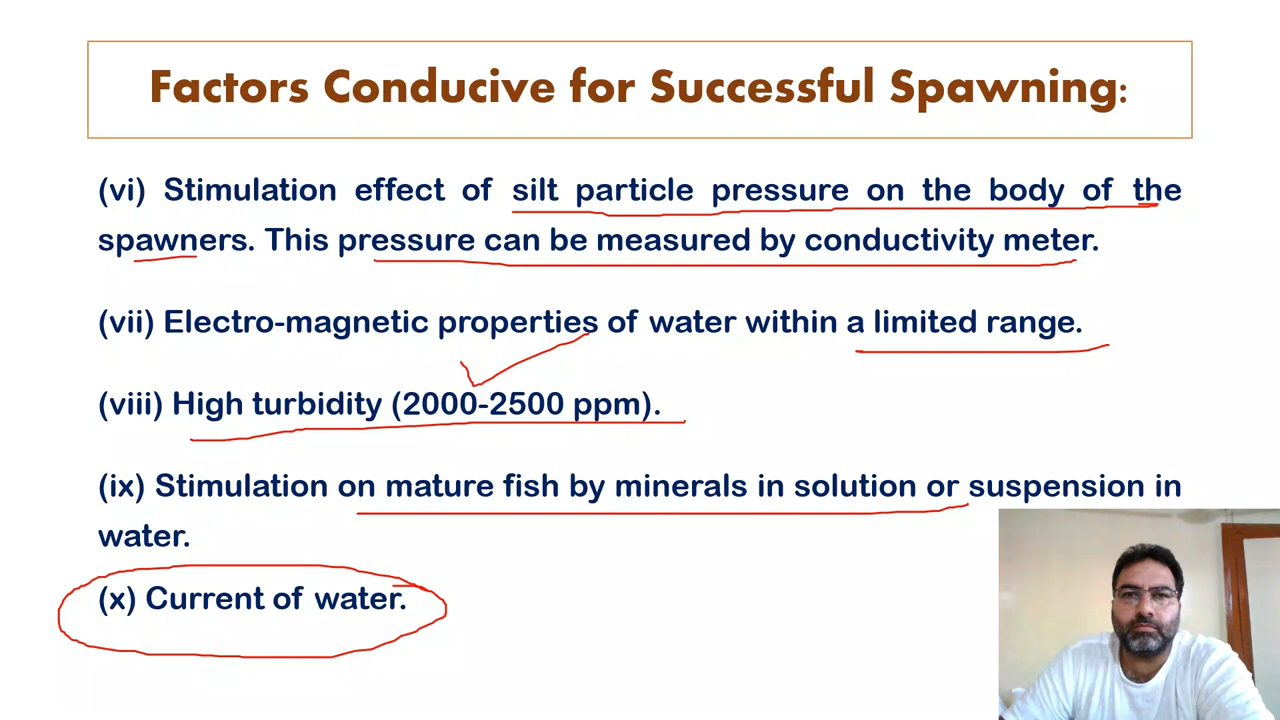 Factors Conducive for Successful Spawning:
(vi) Stimulation effect of silt particle pressure on the body of the
spawners. This pressure can be measured by conductivity meter.
(vii) Electro-magnetic properties of water within a limited range.
(viii) High turbidity (2000-2500 ppm).
(ix) Stimulation on mature fish by minerals in solution or suspension in
water.
(x) Current of water.